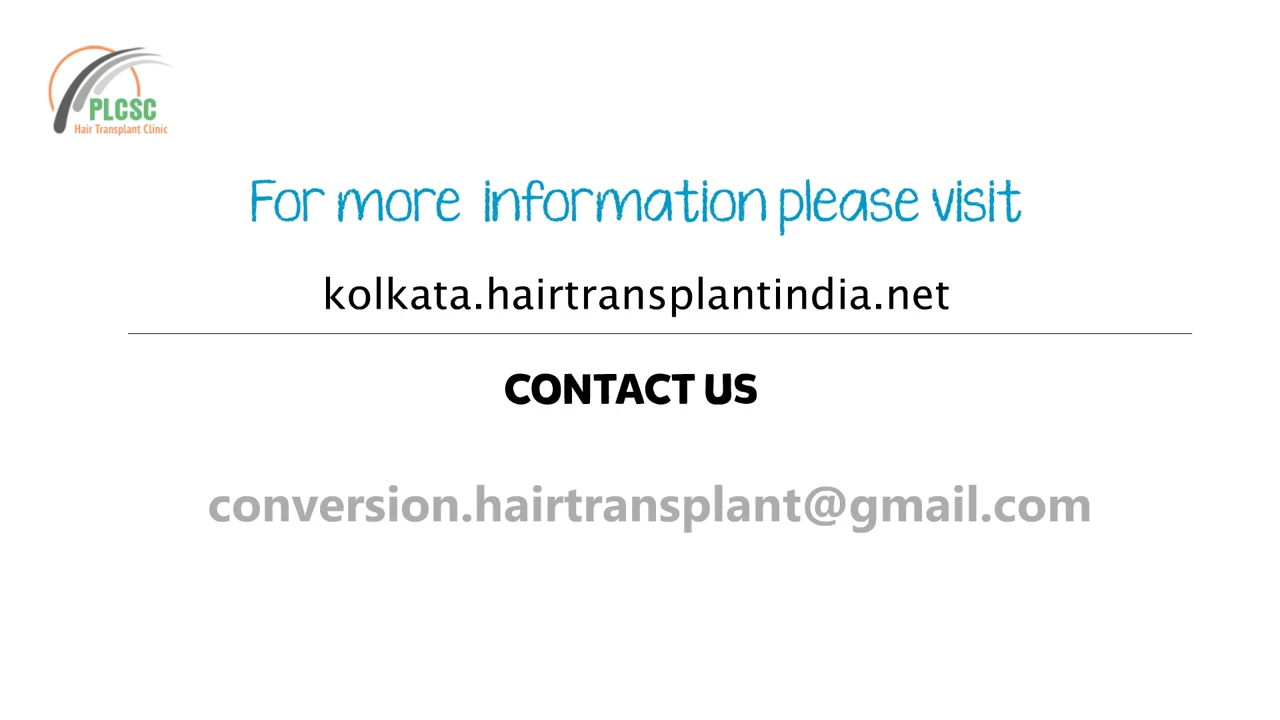 PLCSC
Hair Transplant Clinic
For more information please visit
kolkata.hairtransplantindia.net
CONTACT US
conversion.hairtransplant@gmail.com